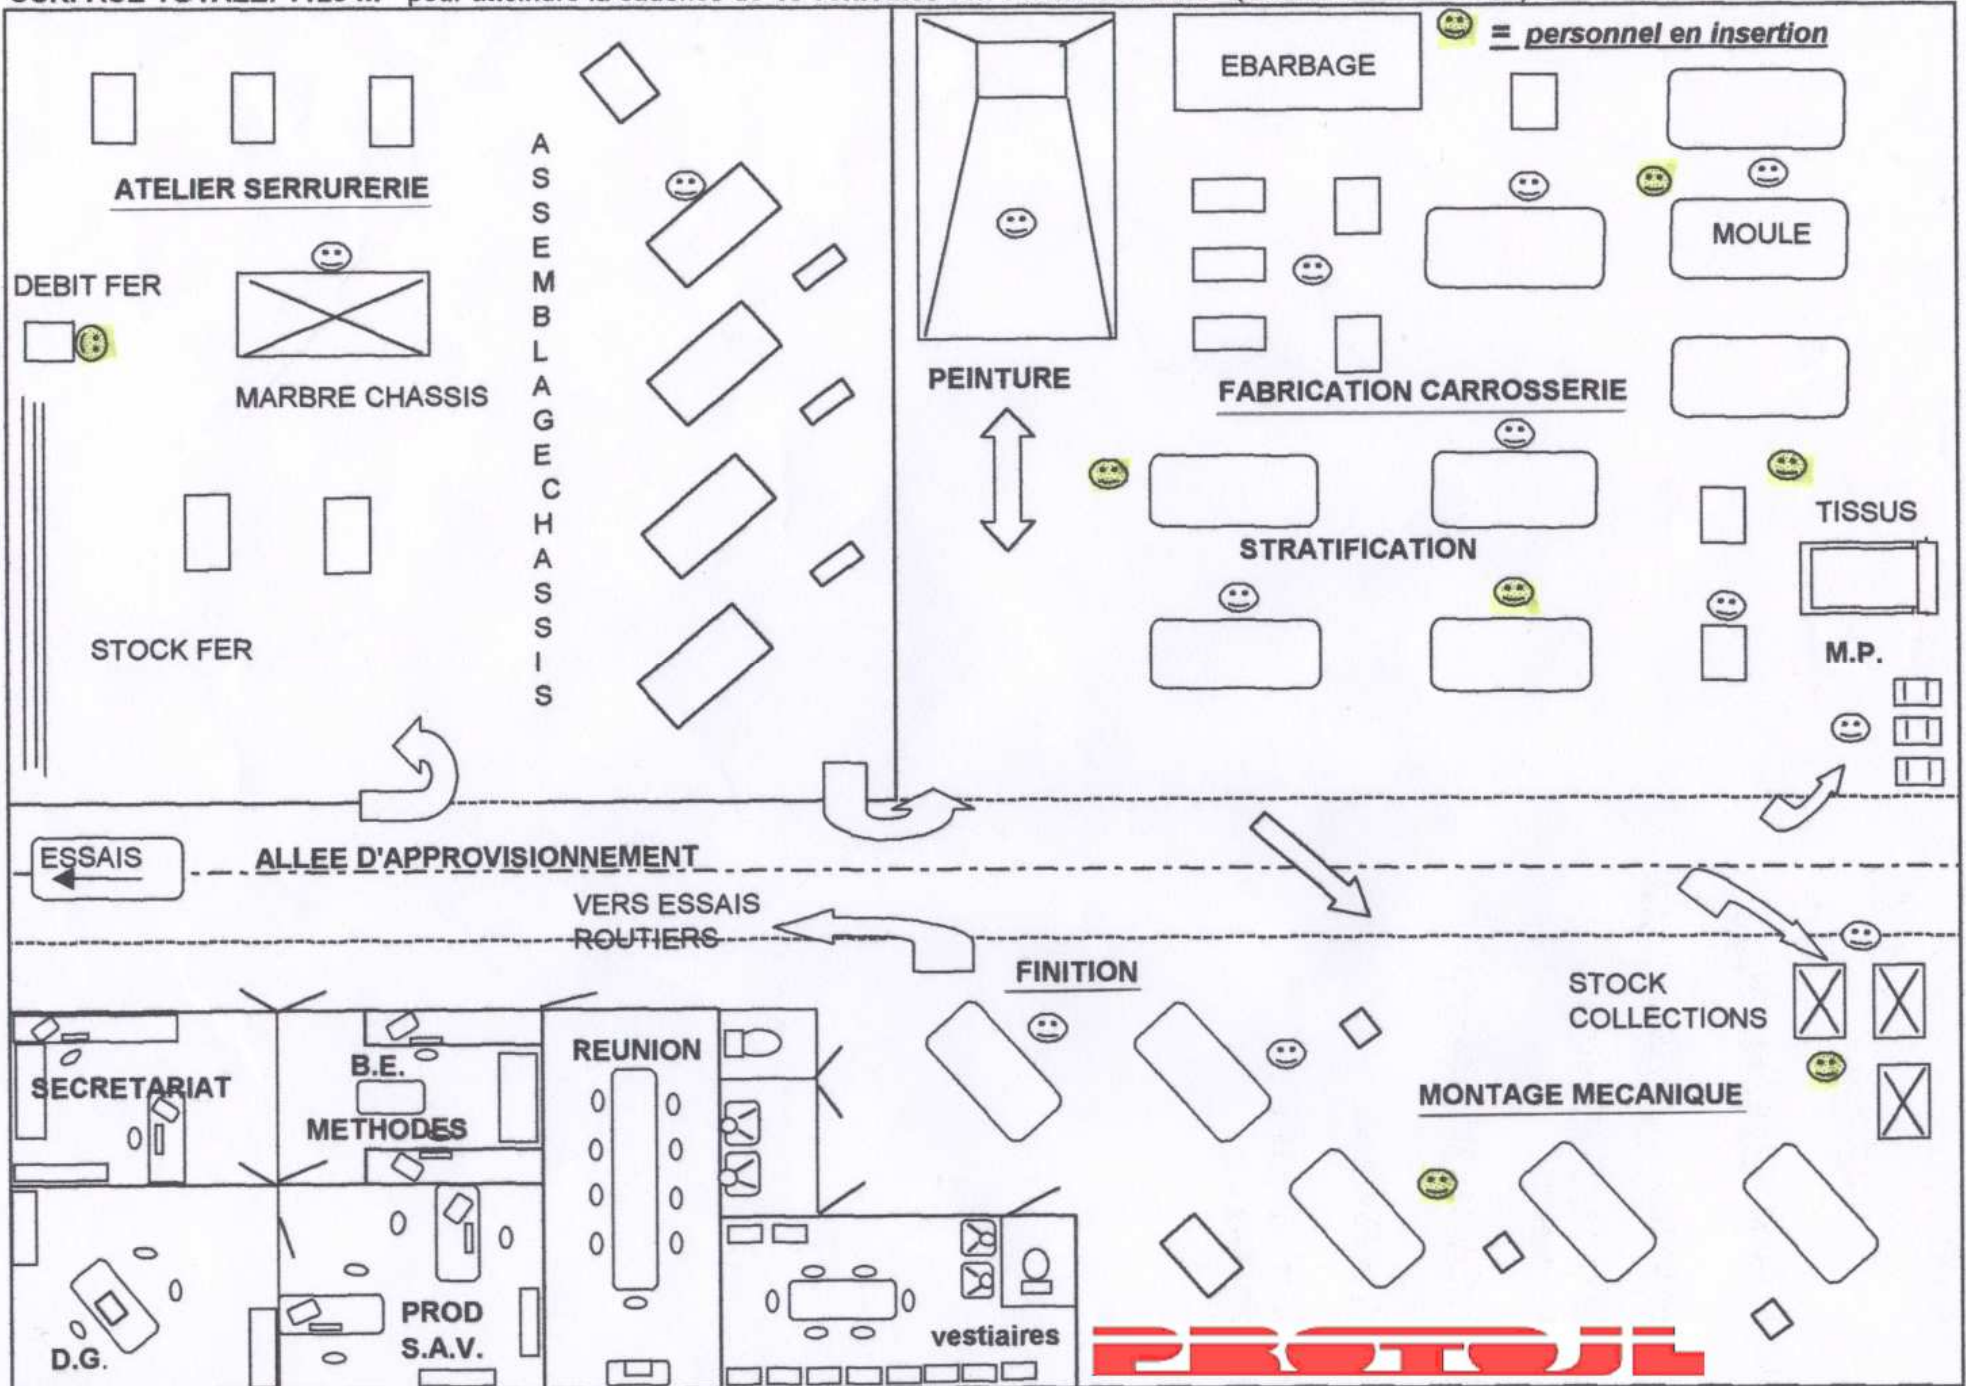 = personnel en insertion
EBARBAGE
ATELIER SERRURERIE
ASSEMBLAGE CHASSIS
MOULE
DEBIT FER
MARBRE CHASSIS
PEINTURE
FABRICATION CARROSSERIE
TISSUS
STRATIFICATION
STOCK FER
M.P.
ESSAIS
ALLEE D'APPROVISIONNEMENT
VERS ESSAIS
ROUTIERS
FINITION
STOCK
COLLECTIONS
REUNION
B.E.
SECRETARIAT
METHODES
MONTAGE MECANIQUE
PROD
S.A.V.
vestiaires
D.G.
PROTOJL